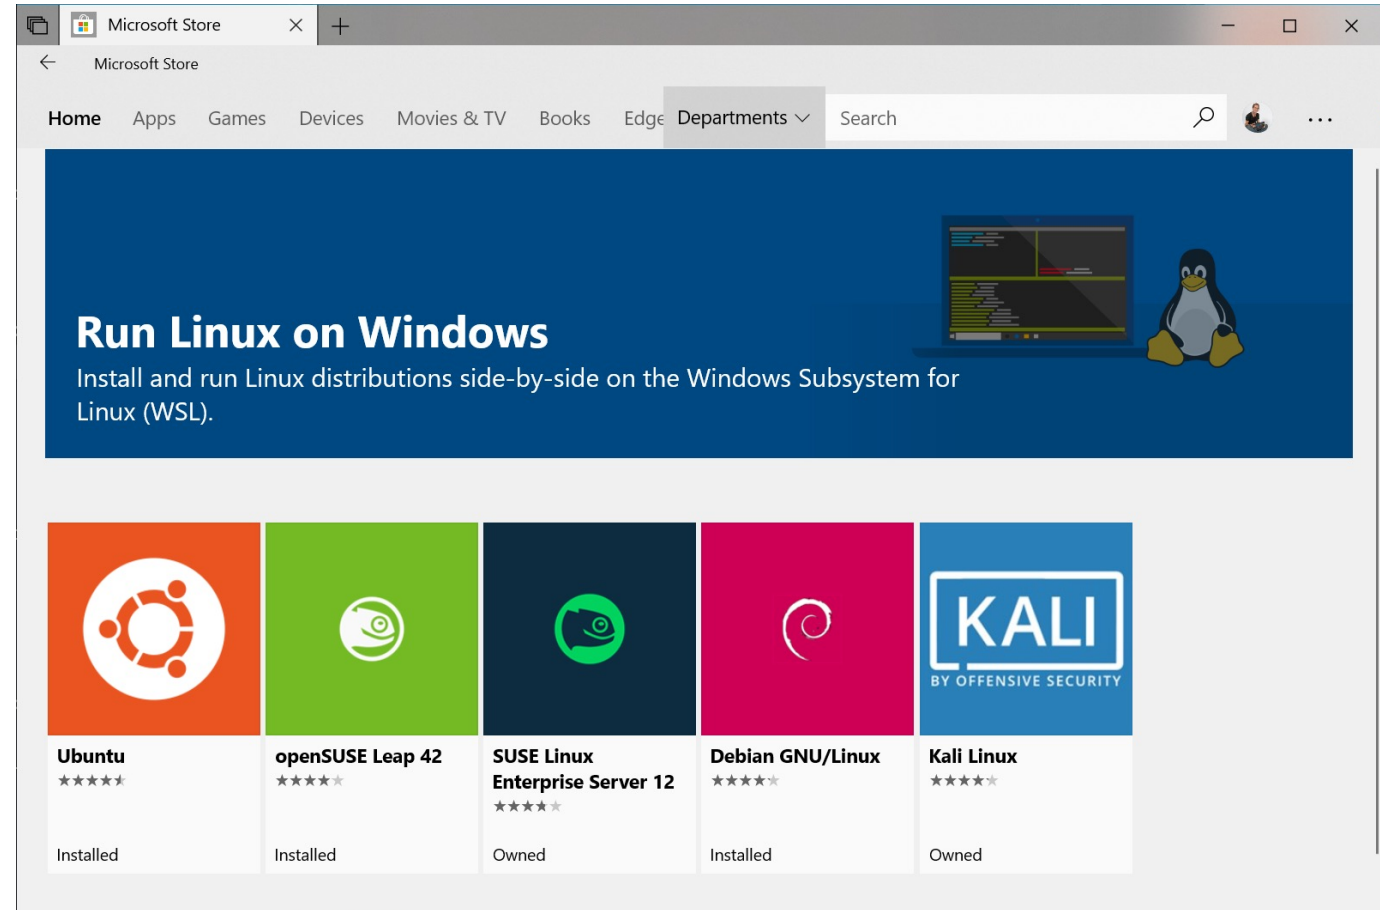 Microsoft Store
Microsoft Store
Home Apps Games Devices Movies & TV Books Edge Departments Search
Run Linux on Windows
Install and run Linux distributions side-by-side on the Windows Subsystem for
Linux (WSL).
KALI
BY OFFENSIVE SECURITY
Ubuntu
Installed
openSUSE Leap 42
Installed
SUSE Linux
Enterprise Server 12
Owned
Debian GNU/Linux
Installed
Kali Linux
Owned